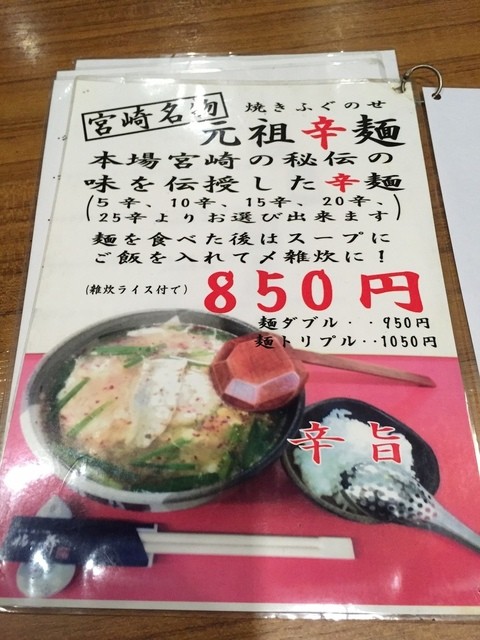 宮崎名物
焼きふぐのせ
元祖辛麺
本場宮崎の秘伝の
味を伝授した辛麺
(5辛、10辛、15辛、20辛、
25辛よりお選び出来ます)
麺を食べた後はスープに
ご飯を入れて〆雑炊に!
(雑炊ライス付で) 850円
麺ダブル・・950円
麺トリプル・・1050円
辛旨